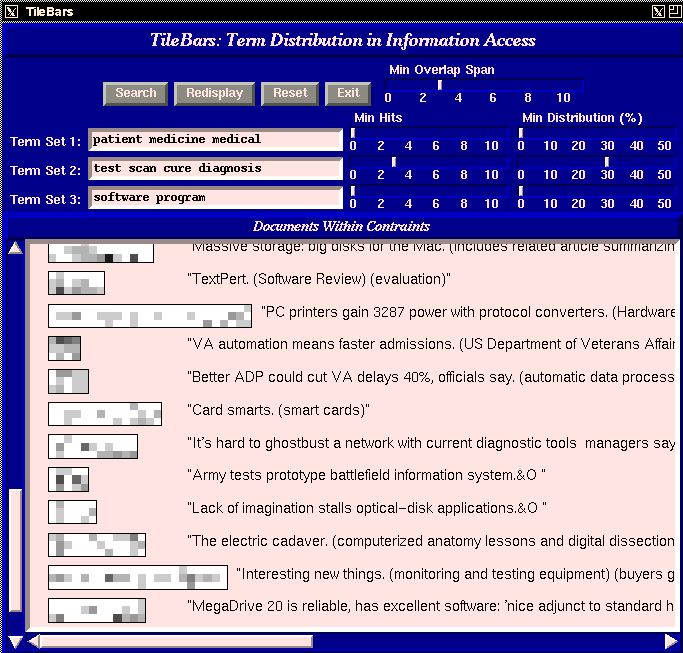 TileBars
TileBars: Term Distribution in Information Access
Min Overlap Span
Search Redisplay Reset Exit
0 2 4 6 8 10
Min Hits Min Distribution (%)
Term Set 1: patient medicine medical
0 2 4 6 8 10 0 10 20 30 40 50
Term Set 2: test scan cure diagnosis
0 2 4 6 8 10 0 10 20 30 40 50
Term Set 3: software program
0 2 4 6 8 10 0 10 20 30 40 50
Documents Within Contraints
"Massive storage: big disks for the Mac. (includes related article summarizin
"TextPert. (Software Review) (evaluation)"
"PC printers gain 3287 power with protocol converters. (Hardware
"VA automation means faster admissions. (US Department of Veterans Affair
"Better ADP could cut VA delays 40%, officials say. (automatic data process
"Card smarts. (smart cards)"
"It's hard to ghostbust a network with current diagnostic tools managers say
"Army tests prototype battlefield information system.&O "
"Lack of imagination stalls optical-disk applications.&O "
"The electric cadaver. (computerized anatomy lessons and digital dissection
"Interesting new things. (monitoring and testing equipment) (buyers g
"MegaDrive 20 is reliable, has excellent software: 'nice adjunct to standard h